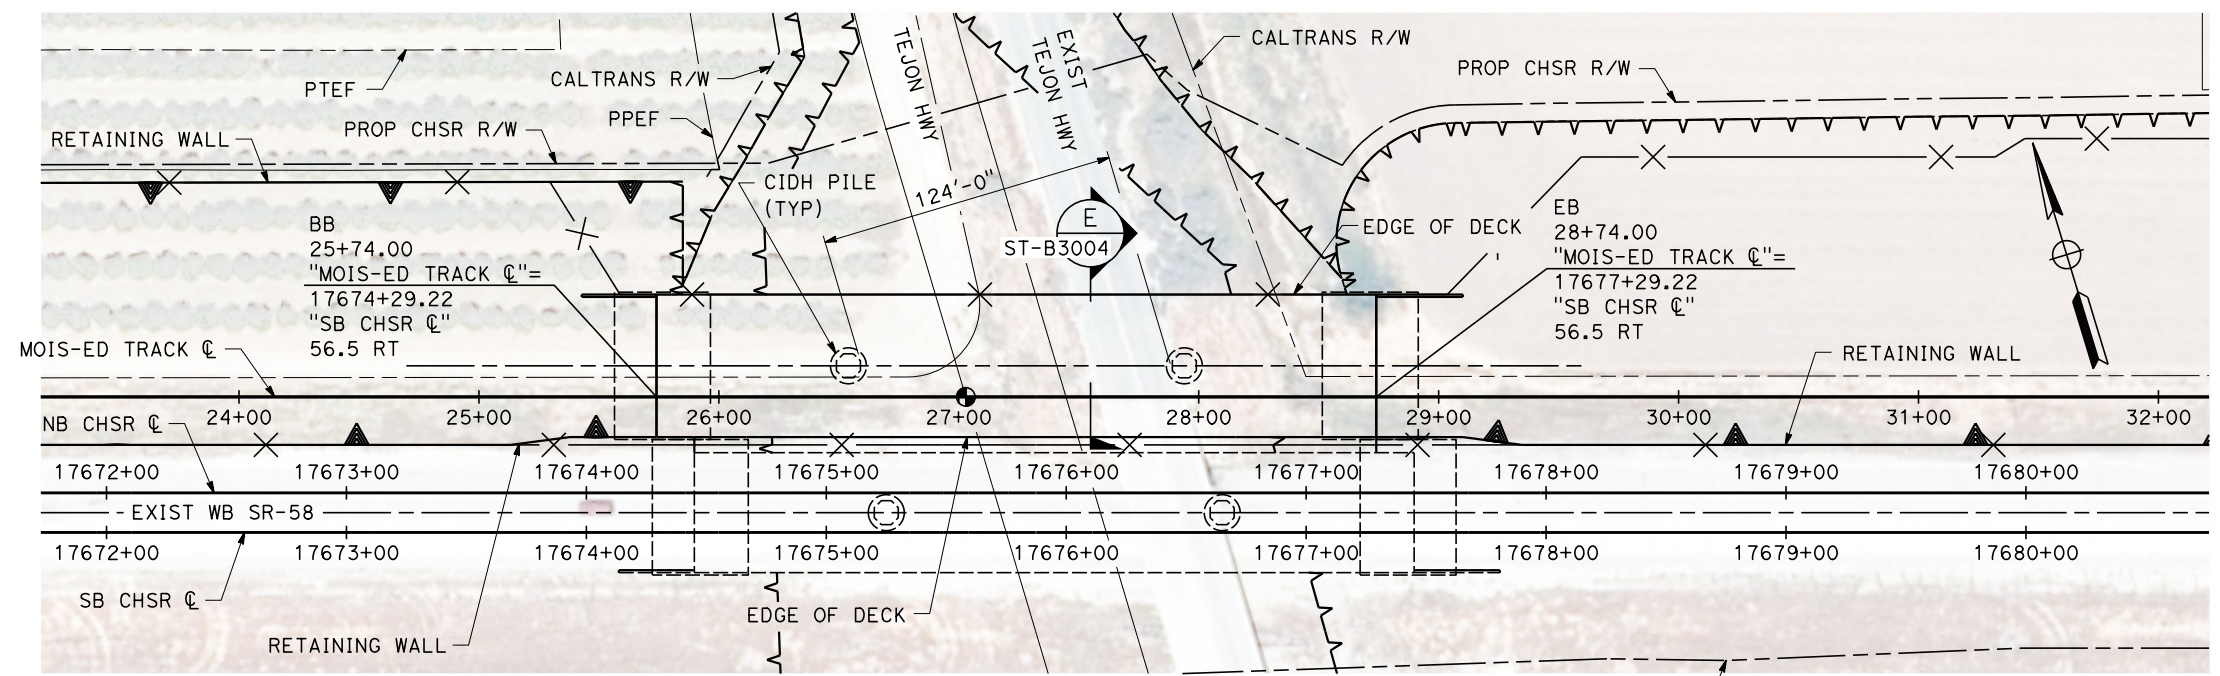 CALTRANS R/W
TEJON HWY
EXIST
TEJON HWY
CALTRANS R/W
PROP CHSR R/W
PTEF
PPEF
RETAINING WALL
PROP CHSR R/W
CIDH PILE
(TYP)
124'-0"
E
ST-B3004
EDGE OF DECK
BB
25+74.00
"MOIS-ED TRACK ℄"=
17674+29.22
"SB CHSR ℄"
56.5 RT
EB
28+74.00
"MOIS-ED TRACK ℄"=
17677+29.22
"SB CHSR ℄"
56.5 RT
MOIS-ED TRACK ℄
RETAINING WALL
24+00 25+00 26+00 27+00 28+00 29+00 30+00 31+00 32+00
NB CHSR ℄
17672+00 17673+00 17674+00 17675+00 17676+00 17677+00 17678+00 17679+00 17680+00
EXIST WB SR-58
17672+00 17673+00 17674+00 17675+00 17676+00 17677+00 17678+00 17679+00 17680+00
SB CHSR ℄
EDGE OF DECK
RETAINING WALL